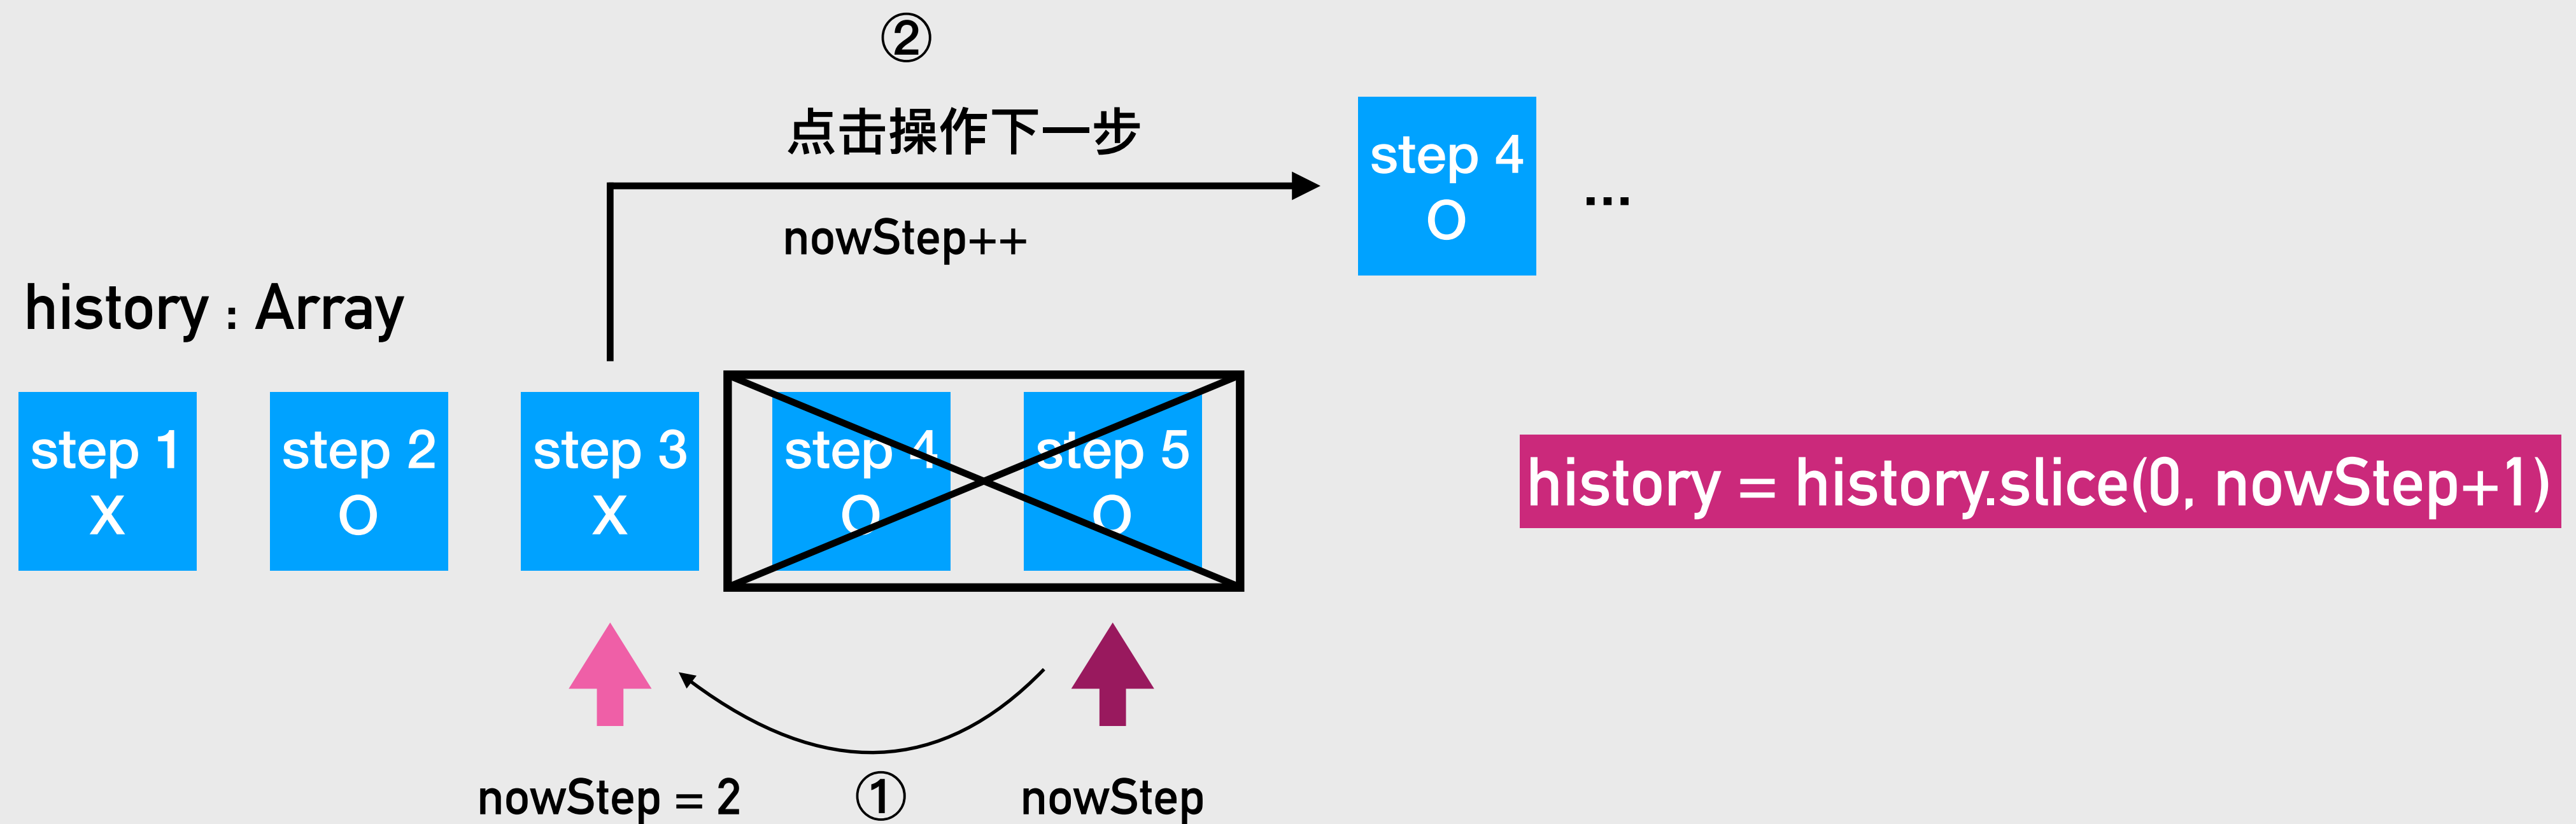 ②
点击操作下一步
nowStep++
step 4
O
...
history : Array
step 1
X
step 2
O
step 3
X
step 4
O
step 5
O
history = history.slice(0, nowStep+1)
nowStep = 2
①
nowStep